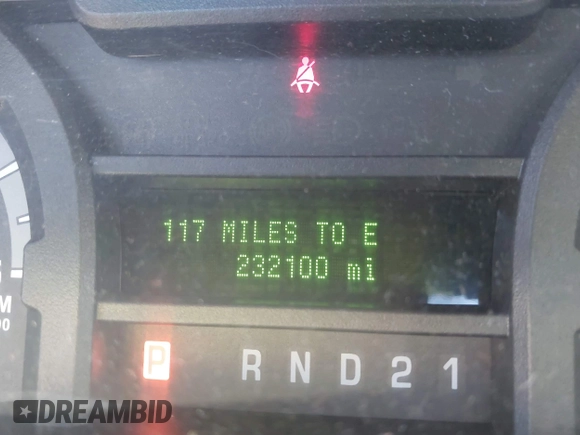 117 MILES TO E
232100 mi
P R N D 2 1
DREAMBID